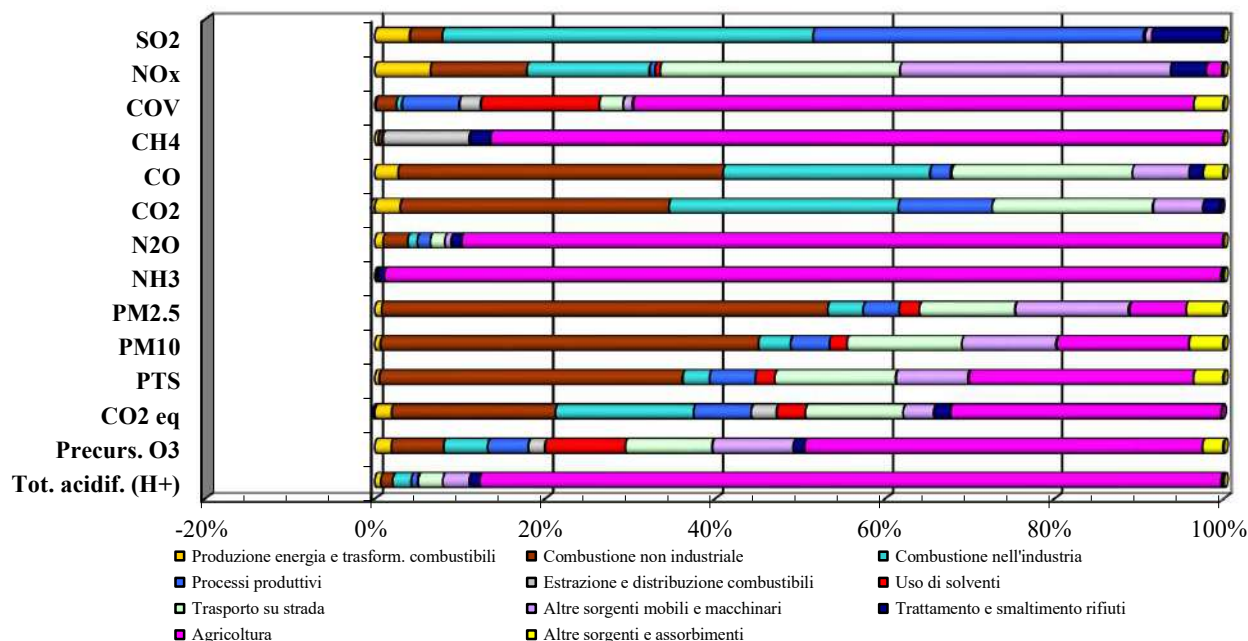 SO2
NOx
COV
CH4
CO
CO2
N2O
NH3
PM2.5
PM10
PTS
CO2 eq
Precurs. O3
Tot. acidif. (H+)
-20% 0% 20% 40% 60% 80% 100%
Produzione energia e trasform. combustibili Combustione non industriale Combustione nell'industria
Processi produttivi Estrazione e distribuzione combustibili Uso di solventi
Trasporto su strada Altre sorgenti mobili e macchinari Trattamento e smaltimento rifiuti
Agricoltura Altre sorgenti e assorbimenti